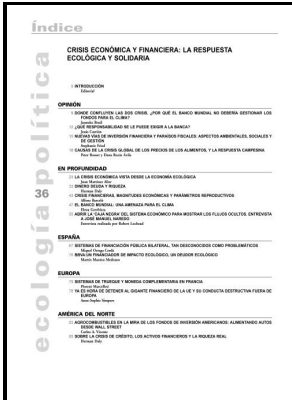 Índice
CRISIS ECONÓMICA Y FINANCIERA: LA RESPUESTA
ECOLÓGICA Y SOLIDARIA
INTRODUCCIÓN
Editorial
OPINIÓN
DONDE CONFLUYEN LAS DOS CRISIS. ¿POR QUÉ EL BANCO MUNDIAL NO DEBERÍA GESTIONAR LOS
FONDOS PARA EL CLIMA?
¿QUÉ RESPONSABILIDAD SE LE PUEDE EXIGIR A LA BANCA?
NUEVAS VÍAS DE INVERSIÓN FINANCIERA Y PARAÍSOS FISCALES: ASPECTOS AMBIENTALES, SOCIALES Y
DE GESTIÓN
CAUSAS DE LA CRISIS GLOBAL DE LOS PRECIOS DE LOS ALIMENTOS, Y LA RESPUESTA CAMPESINA
EN PROFUNDIDAD
LA CRISIS ECONÓMICA VISTA DESDE LA ECONOMÍA ECOLÓGICA
DINERO DEUDA Y RIQUEZA
Herman Daly
CRISIS FINANCIERAS, MAGNITUDES ECONÓMICAS Y PARÁMETROS REPRODUCTIVOS
EL BANCO MUNDIAL: UNA AMENAZA PARA EL CLIMA
ABRIR LA 'CAJA NEGRA' DEL SISTEMA ECONÓMICO PARA MOSTRAR LOS FLUJOS OCULTOS. ENTREVISTA
A JOSÉ MANUEL NAREDO
ESPAÑA
SISTEMAS DE FINANCIACIÓN PÚBLICA BILATERAL, TAN DESCONOCIDOS COMO PROBLEMÁTICOS
BBVA UN FINANCIADOR DE IMPACTO ECOLÓGICO, UN DEUDOR ECOLÓGICO
EUROPA
SISTEMAS DE TRUEQUE Y MONEDA COMPLEMENTARIA EN FRANCIA
YA ES HORA DE DETENER AL GIGANTE FINANCIERO DE LA UE Y SU CONDUCTA DESTRUCTIVA FUERA DE
EUROPA
AMÉRICA DEL NORTE
AGROCOMBUSTIBLES EN LA MIRA DE LOS FONDOS DE INVERSIÓN AMERICANOS: ALIMENTANDO AUTOS
DESDE WALL STREET
Carlos A. Vicente
SOBRE LA CRISIS DE CRÉDITO, LOS ACTIVOS FINANCIEROS Y LA RIQUEZA REAL
Herman Daly
36
ecología política